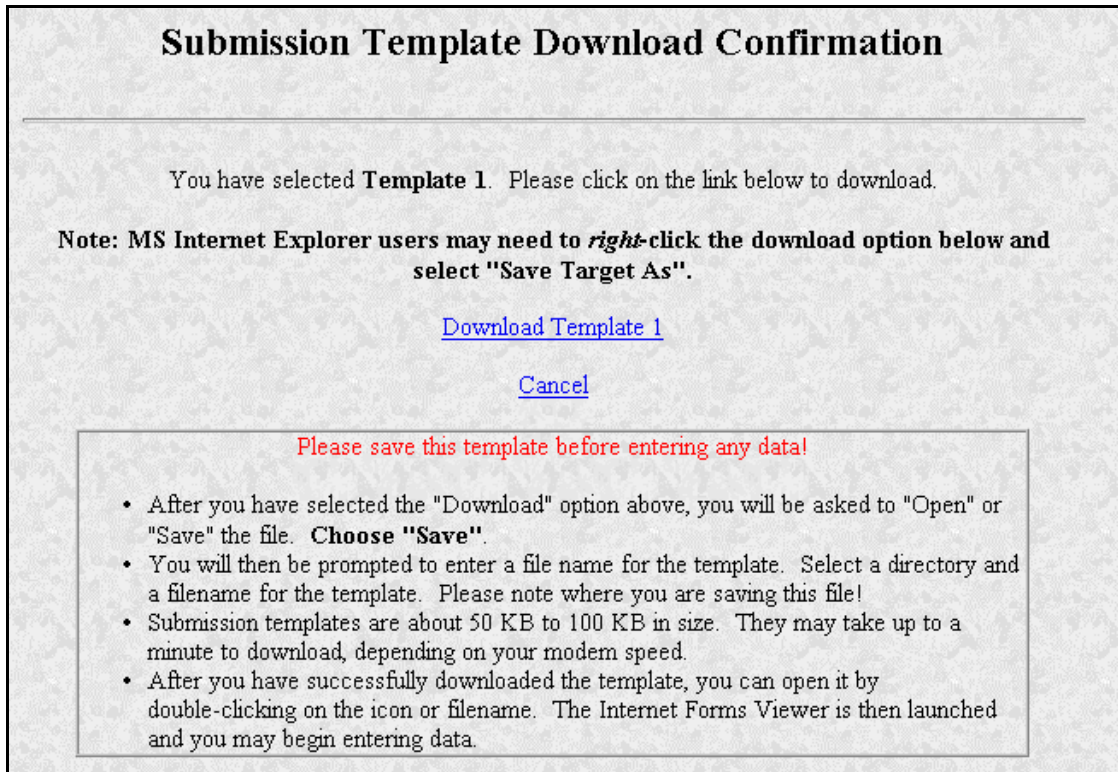 Submission Template Download Confirmation
You have selected Template 1. Please click on the link below to download.
Note: MS Internet Explorer users may need to right-click the download option below and
select "Save Target As".
Download Template 1
Cancel
Please save this template before entering any data!
• After you have selected the "Download" option above, you will be asked to "Open" or
"Save" the file. Choose "Save".
• You will then be prompted to enter a file name for the template. Select a directory and
a filename for the template. Please note where you are saving this file!
• Submission templates are about 50 KB to 100 KB in size. They may take up to a
minute to download, depending on your modem speed.
• After you have successfully downloaded the template, you can open it by
double-clicking on the icon or filename. The Internet Forms Viewer is then launched
and you may begin entering data.